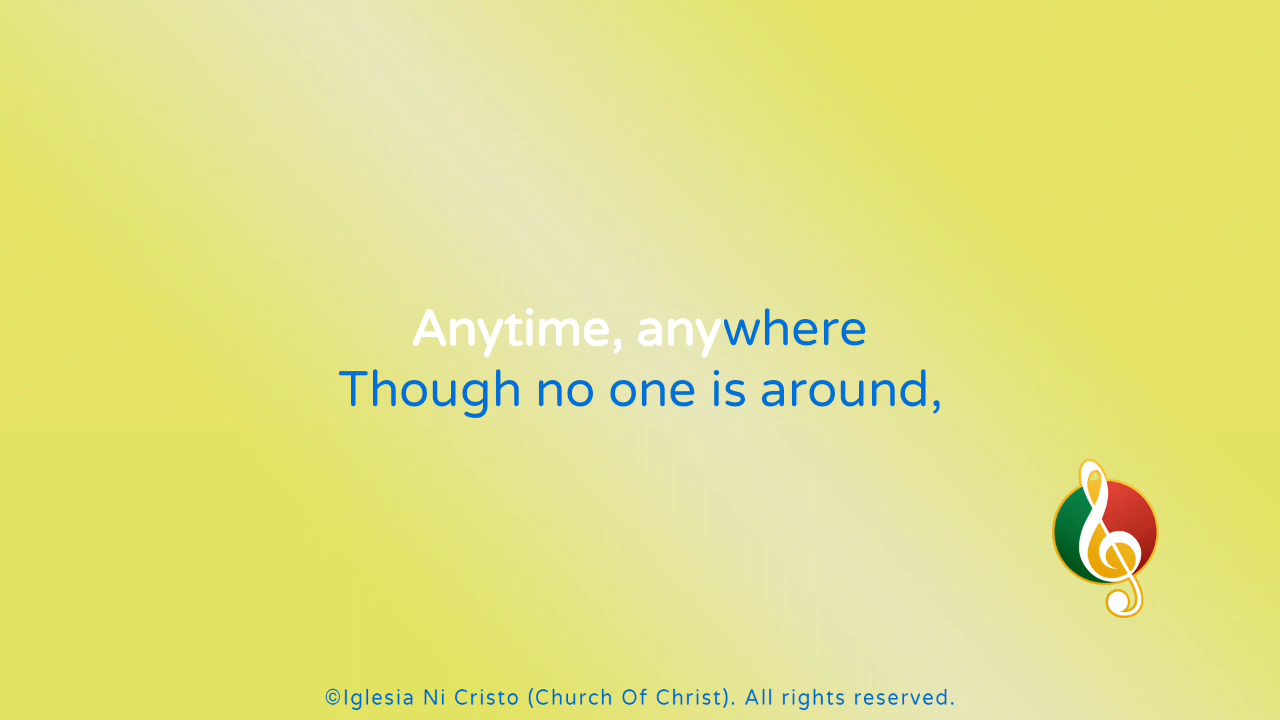 Anytime, anywhere
Though no one is around,
©Iglesia Ni Cristo (Church Of Christ). All rights reserved.